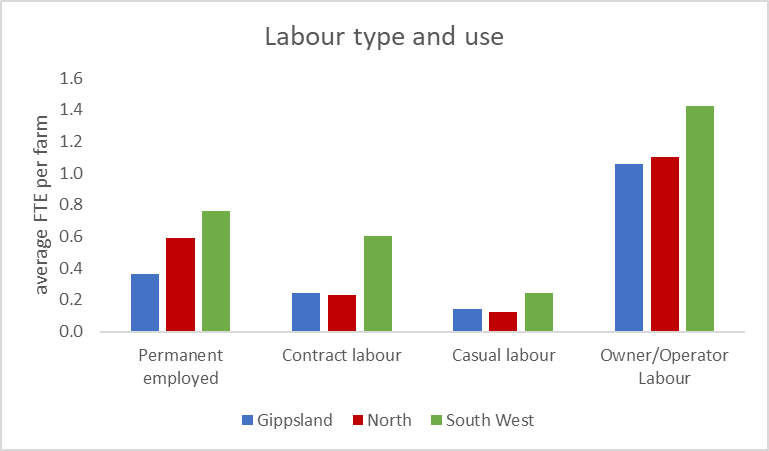 Labour type and use
average FTE per farm
1.6
1.4
1.2
1.0
0.8
0.6
0.4
0.2
0.0
Permanent employed
Contract labour
Casual labour
Owner/Operator Labour
Gippsland
North
South West